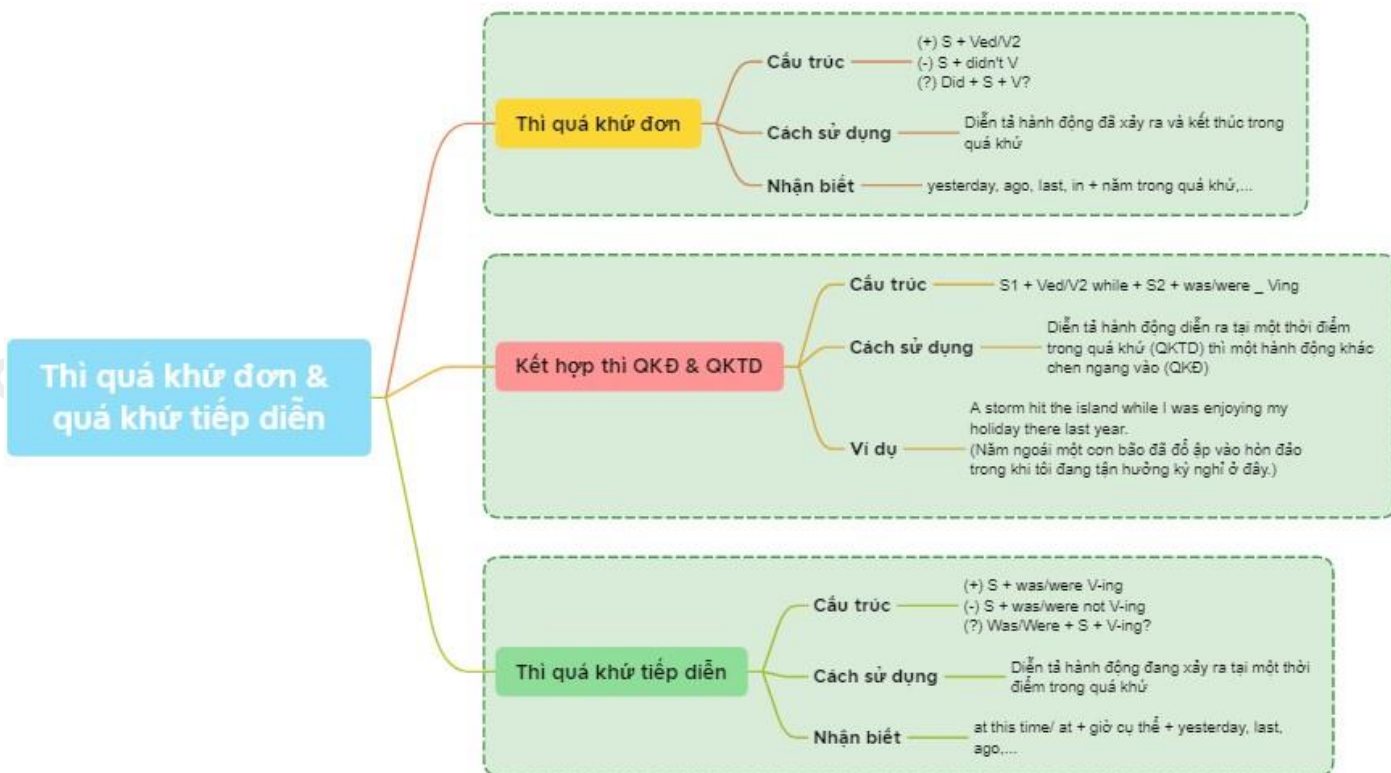 Thì quá khứ đơn &
quá khứ tiếp diễn
Thì quá khứ đơn
Cấu trúc
(+) S + Ved/V2
(-) S + didn't V
(?) Did + S + V?
Cách sử dụng
Diễn tả hành động đã xảy ra và kết thúc trong
quá khứ
Nhận biết
yesterday, ago, last, in + năm trong quá khứ,...
Kết hợp thì QKĐ & QKTD
Cấu trúc
S1 + Ved/V2 while + S2 + was/were _ Ving
Cách sử dụng
Diễn tả hành động diễn ra tại một thời điểm
trong quá khứ (QKTD) thì một hành động khác
chen ngang vào (QKĐ)
Ví dụ
A storm hit the island while I was enjoying my
holiday there last year.
(Năm ngoái một cơn bão đã đổ ập vào hòn đảo
trong khi tôi đang tận hưởng kỳ nghỉ ở đây.)
Thì quá khứ tiếp diễn
Cấu trúc
(+) S + was/were V-ing
(-) S + was/were not V-ing
(?) Was/Were + S + V-ing?
Cách sử dụng
Diễn tả hành động đang xảy ra tại một thời
điểm trong quá khứ
Nhận biết
at this time/ at + giờ cụ thể + yesterday, last,
ago,...